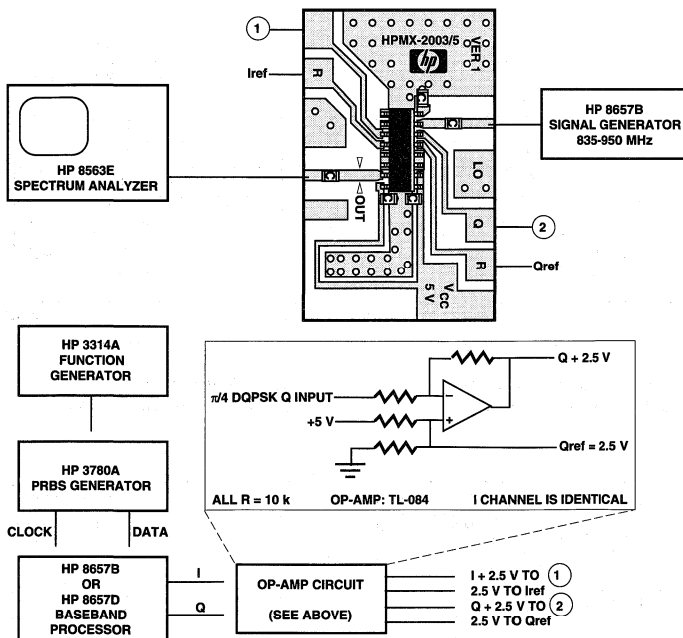 1
HPMX-2003/5
VER 1
hp
Iref
R
C
C
HP 8657B
SIGNAL GENERATOR
835-950 MHz
HP 8563E
SPECTRUM ANALYZER
C
OUT
C
C
LO
Q
2
R
Qref
VCC
5 V
HP 3314A
FUNCTION
GENERATOR
Q + 2.5 V
π/4 DQPSK Q INPUT
−
+5 V
+
Qref = 2.5 V
HP 3780A
PRBS GENERATOR
ALL R = 10 k
OP-AMP: TL-084
I CHANNEL IS IDENTICAL
CLOCK
DATA
HP 8657B
OR
HP 8657D
BASEBAND
PROCESSOR
I
Q
OP-AMP CIRCUIT
(SEE ABOVE)
I + 2.5 V TO 1
2.5 V TO Iref
Q + 2.5 V TO 2
2.5 V TO Qref